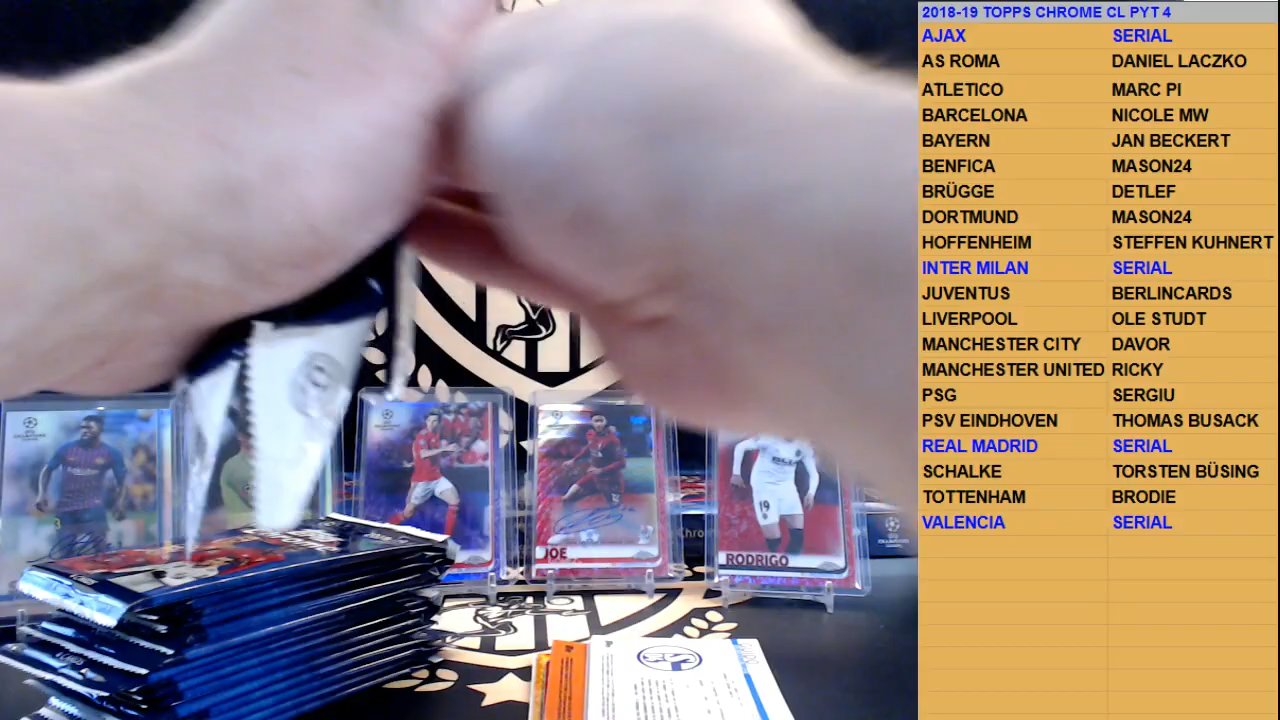 2018-19 TOPPS CHROME CL PYT 4
AJAX SERIAL
AS ROMA DANIEL LACZKO
ATLETICO MARC PI
BARCELONA NICOLE MW
BAYERN JAN BECKERT
BENFICA MASON24
BRÜGGE DETLEF
DORTMUND MASON24
HOFFENHEIM STEFFEN KUHNERT
INTER MILAN SERIAL
JUVENTUS BERLINCARDS
LIVERPOOL OLE STUDT
MANCHESTER CITY DAVOR
MANCHESTER UNITED RICKY
PSG SERGIU
PSV EINDHOVEN THOMAS BUSACK
REAL MADRID SERIAL
SCHALKE TORSTEN BÜSING
TOTTENHAM BRODIE
VALENCIA SERIAL
JOE
19
RODRIGO